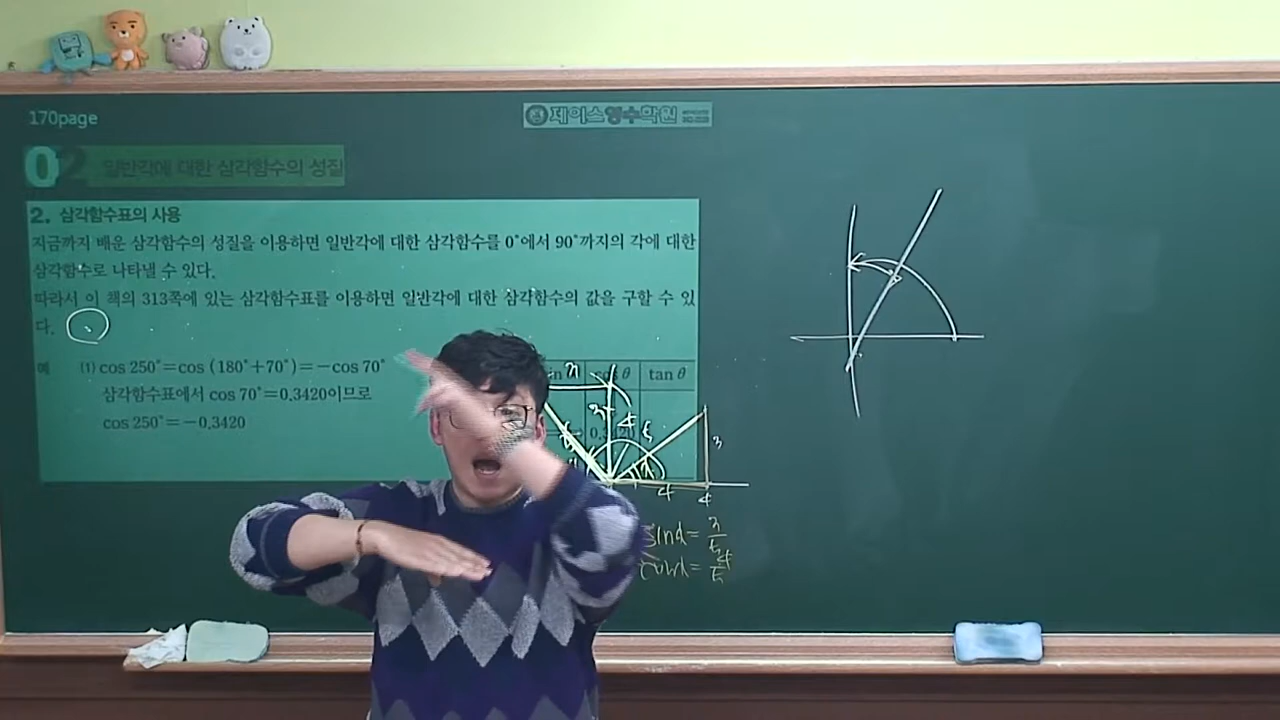 170page
제이스영수학원
02 일반각에 대한 삼각함수의 성질
2. 삼각함수표의 사용
지금까지 배운 삼각함수의 성질을 이용하면 일반각에 대한 삼각함수를 0°에서 90°까지의 각에 대한
삼각함수로 나타낼 수 있다.
따라서 이 책의 313쪽에 있는 삼각함수표를 이용하면 일반각에 대한 삼각함수의 값을 구할 수 있
다.
예 (1) cos 250°=cos (180°+70°)=-cos 70°
삼각함수표에서 cos 70°=0.3420이므로
cos 250°=-0.3420
tan θ
3
4
4
sinα=